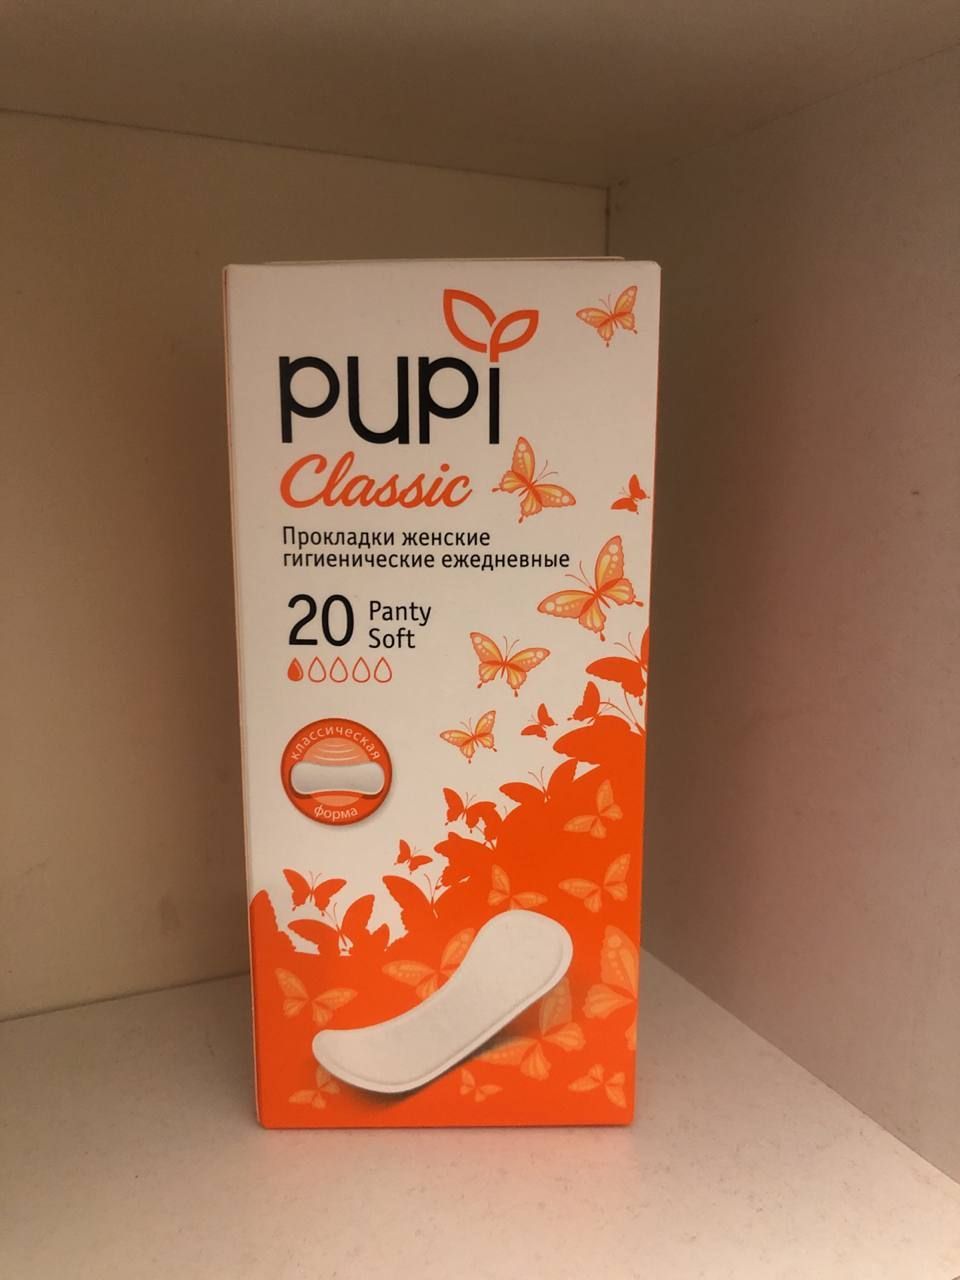 pupi
Classic
Прокладки женские
гигиенические ежедневные
20 Panty
Soft
классическая
форма